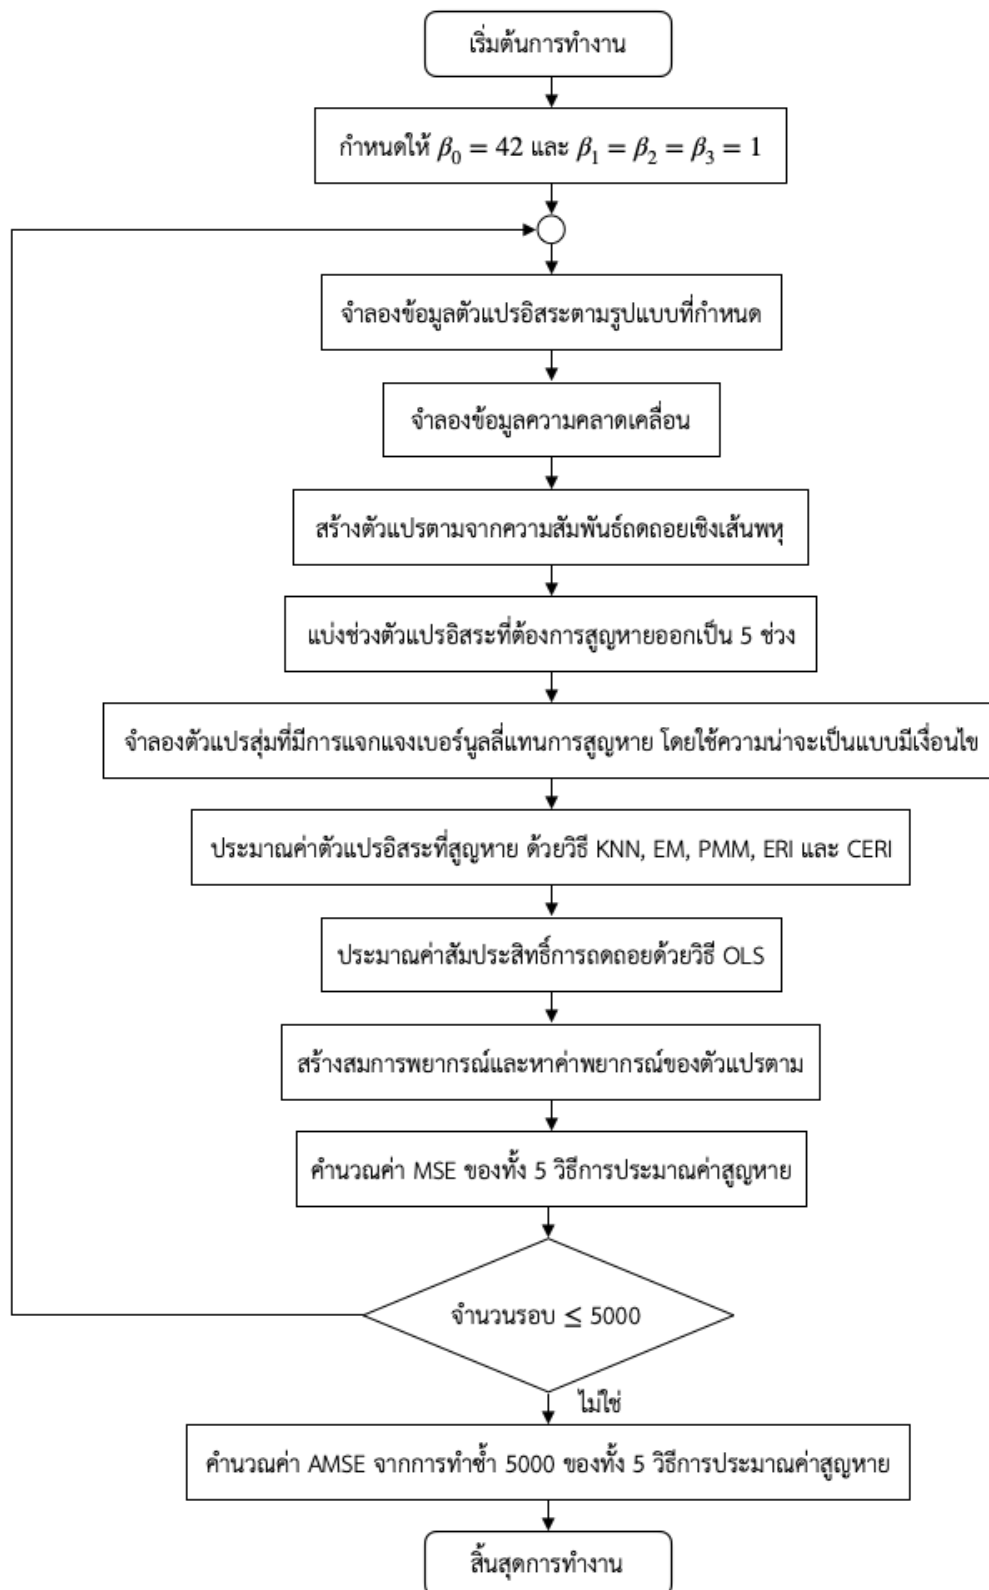 เริ่มต้นการทำงาน
กำหนดให้ β₀ = 42 และ β₁ = β₂ = β₃ = 1
จำลองข้อมูลตัวแปรอิสระตามรูปแบบที่กำหนด
จำลองข้อมูลความคลาดเคลื่อน
สร้างตัวแปรตามจากความสัมพันธ์ถดถอยเชิงเส้นพหุ
แบ่งช่วงตัวแปรอิสระที่ต้องการสูญหายออกเป็น 5 ช่วง
จำลองตัวแปรสุ่มที่มีการแจกแจงเบอร์นูลลี่แทนการสูญหาย โดยใช้ความน่าจะเป็นแบบมีเงื่อนไข
ประมาณค่าตัวแปรอิสระที่สูญหาย ด้วยวิธี KNN, EM, PMM, ERI และ CERI
ประมาณค่าสัมประสิทธิ์การถดถอยด้วยวิธี OLS
สร้างสมการพยากรณ์และหาค่าพยากรณ์ของตัวแปรตาม
คำนวณค่า MSE ของทั้ง 5 วิธีการประมาณค่าสูญหาย
จำนวนรอบ ≤ 5000
ไม่ใช่
คำนวณค่า AMSE จากการทำซ้ำ 5000 ของทั้ง 5 วิธีการประมาณค่าสูญหาย
สิ้นสุดการทำงาน